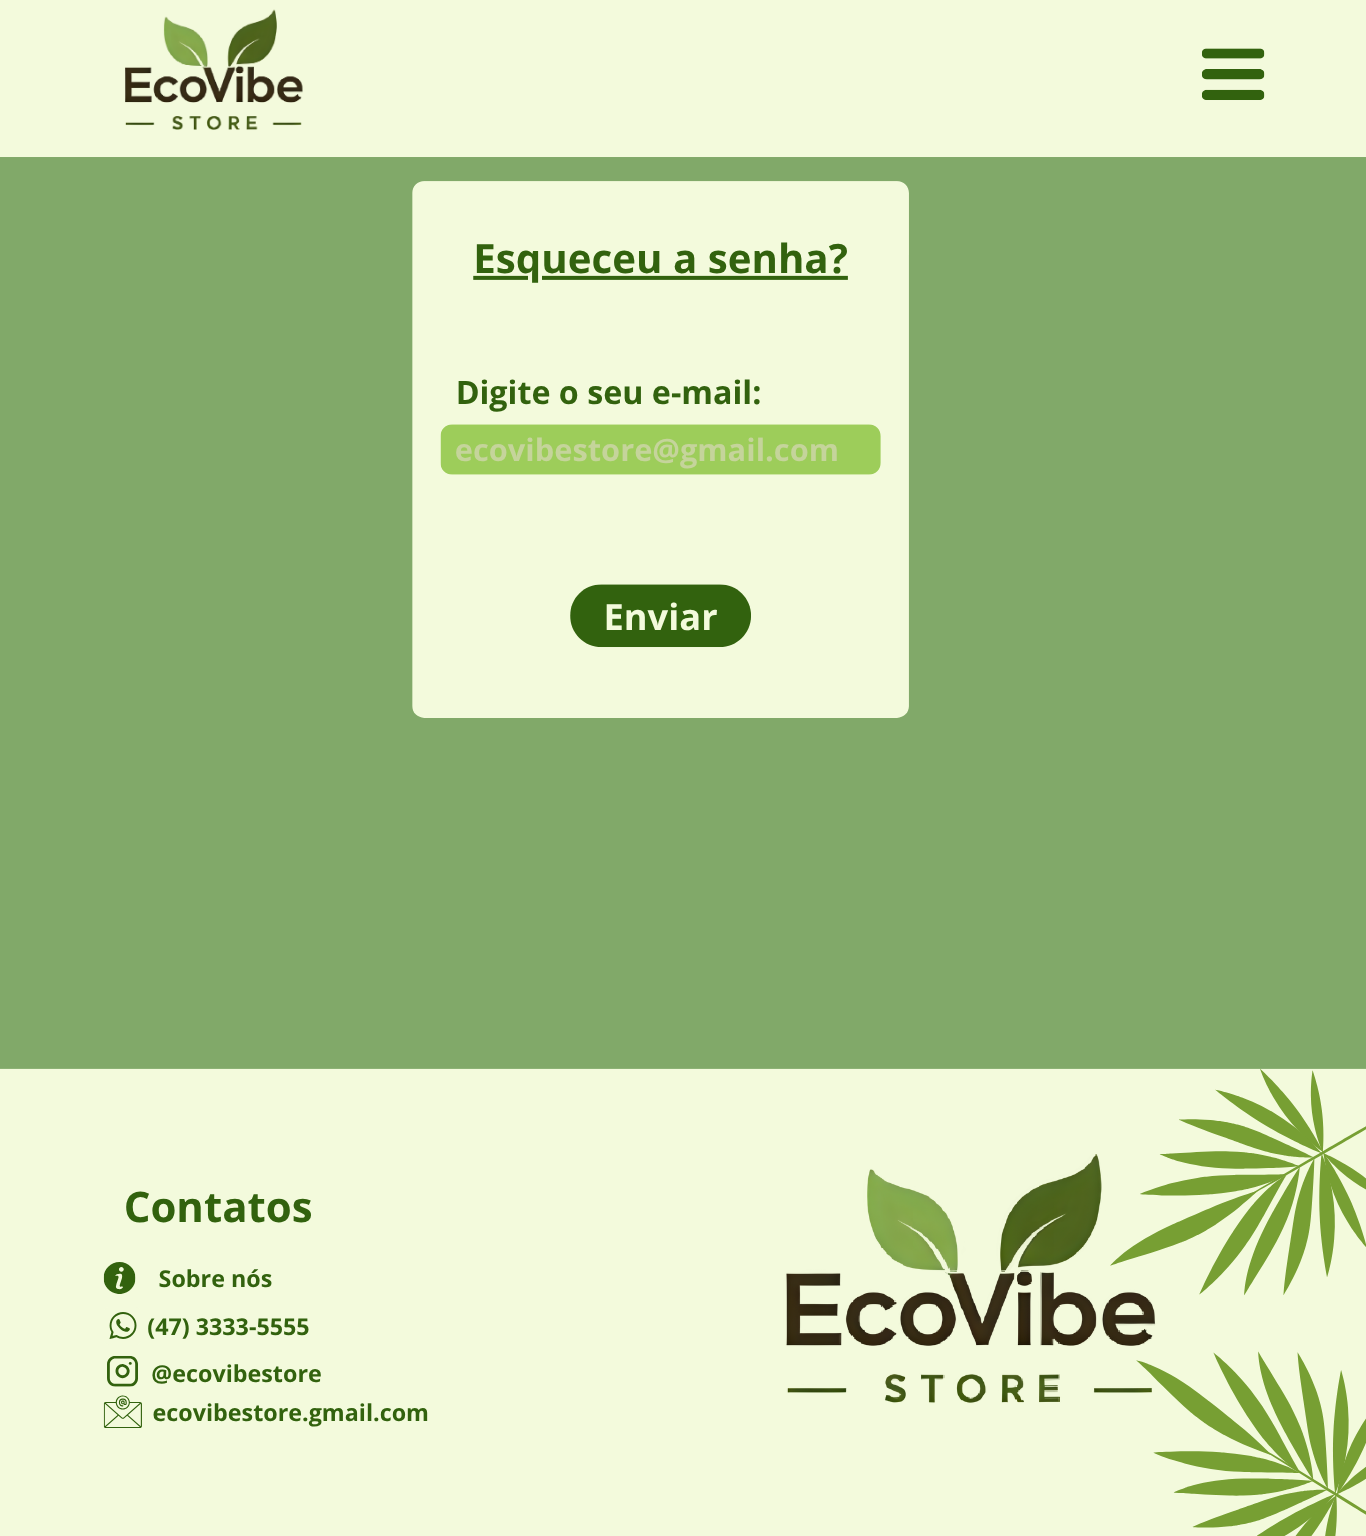 EcoVibe
STORE
Esqueceu a senha?
Digite o seu e-mail:
ecovibestore@gmail.com
Enviar
Contatos
Sobre nós
(47) 3333-5555
@ecovibestore
ecovibestore.gmail.com
EcoVibe
STORE